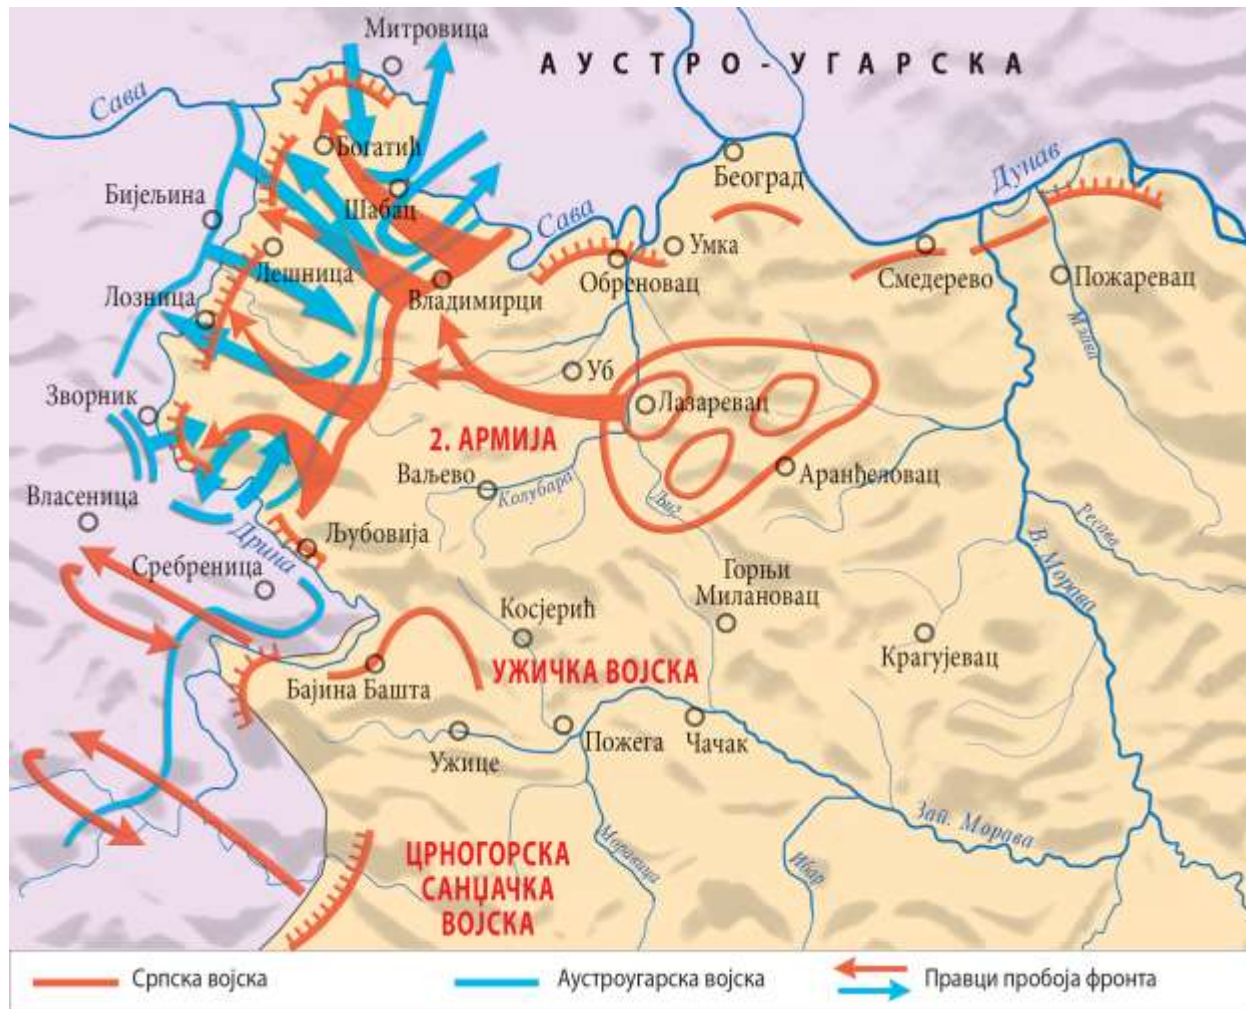 Митровица
АУСТРО-УГАРСКА
Сава
Богатић
Београд
Дунав
Бијељина
Шабац
Сава
Умка
Лешница
Обреновац
Смедерево
Пожаревац
Лозница
Владимирци
Млава
Уб
Зворник
Лазаревац
2. АРМИЈА
Ваљево
Аранђеловац
Колубара
Власеница
Љиг
Ресава
Љубовија
Дрина
Сребреница
Горњи
Милановац
В. Морава
Косјерић
Крагујевац
УЖИЧКА ВОЈСКА
Бајина Башта
Пожега
Чачак
Ужице
Зап. Морава
Моравица
Ибар
ЦРНОГОРСКА
САНЏАЧКА
ВОЈСКА
Српска војска
Аустроугарска војска
Правци пробоја фронта